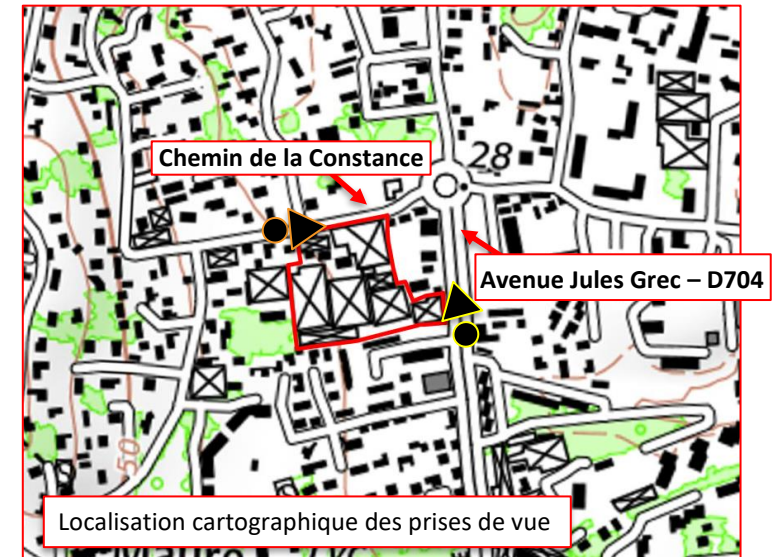 Chemin de la Constance
28
Avenue Jules Grec – D704
50
Localisation cartographique des prises de vue